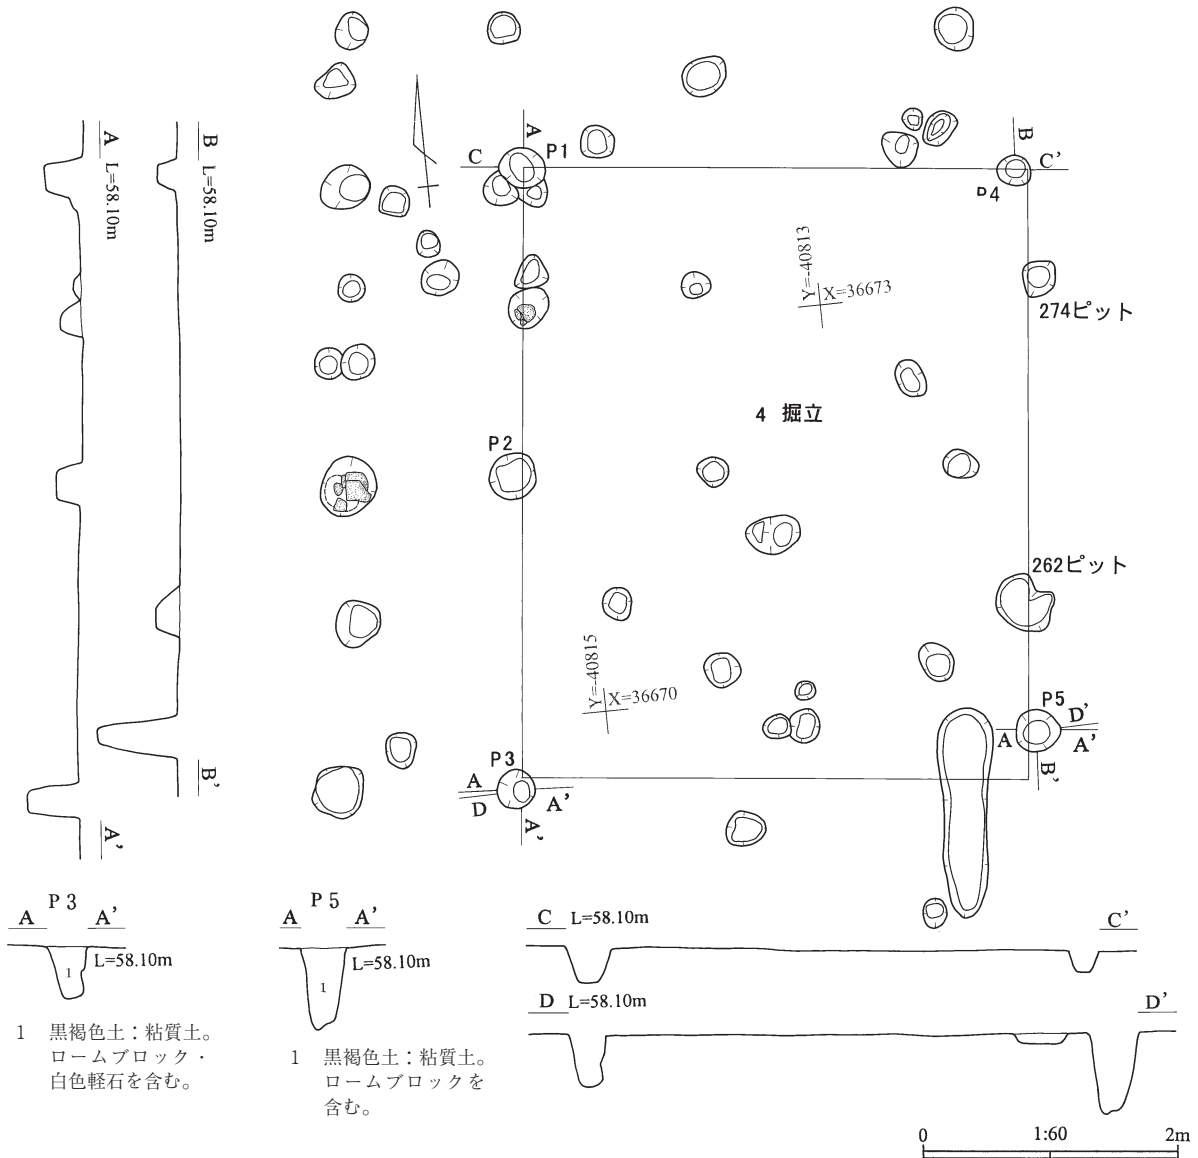 A
L=58.10m
A'
B
L=58.10m
B'
A
P1
C
B
C'
P4
Y=-40813
X=36673
274ピット
4 掘立
P2
262ピット
Y=-40815
X=36670
P5
D'
A
A'
B'
P3
A
D
A'
A'
P3
A
A'
L=58.10m
1
1 黒褐色土：粘質土。
ロームブロック・
白色軽石を含む。
P5
A
A'
L=58.10m
1
1 黒褐色土：粘質土。
ロームブロックを
含む。
C L=58.10m
C'
D L=58.10m
D'
0 1:60 2m